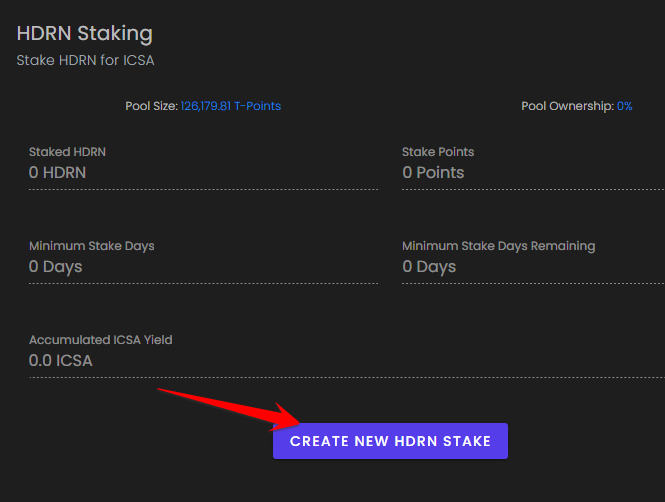 HDRN Staking
Stake HDRN for ICSA
Pool Size: 126,179.81 T-Points
Pool Ownership: 0%
Staked HDRN
0 HDRN
Stake Points
0 Points
Minimum Stake Days
0 Days
Minimum Stake Days Remaining
0 Days
Accumulated ICSA Yield
0.0 ICSA
CREATE NEW HDRN STAKE